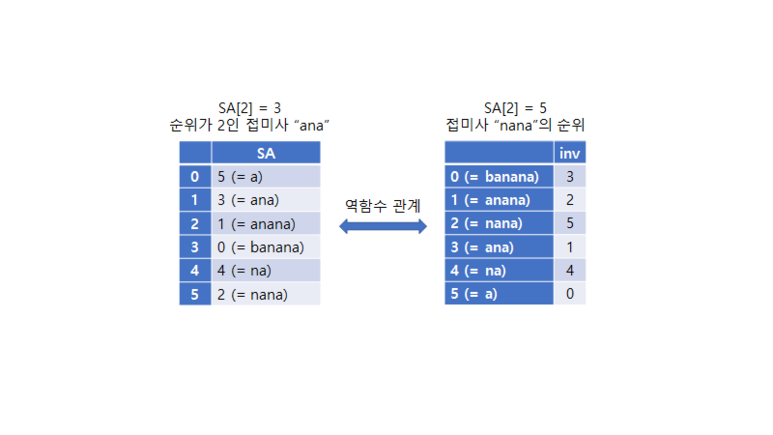 SA[2] = 3
순위가 2인 접미사 “ana”
SA
0 5 (= a)
1 3 (= ana)
2 1 (= anana)
3 0 (= banana)
4 4 (= na)
5 2 (= nana)
역함수 관계
SA[2] = 5
접미사 “nana”의 순위
inv
0 (= banana) 3
1 (= anana) 2
2 (= nana) 5
3 (= ana) 1
4 (= na) 4
5 (= a) 0